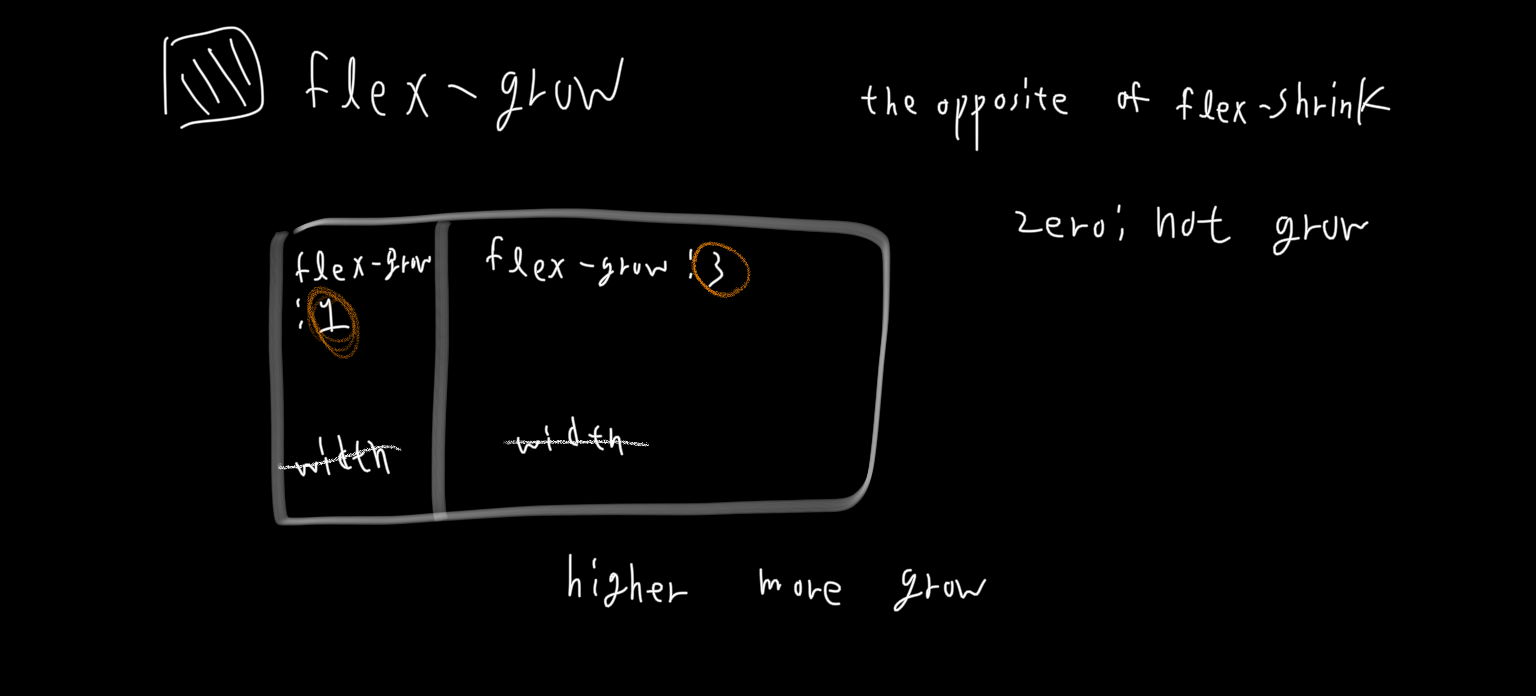 flex-grow
the opposite of flex-shrink
zero; not grow
flex-grow
:1
flex-grow :3
width
width
higher more grow